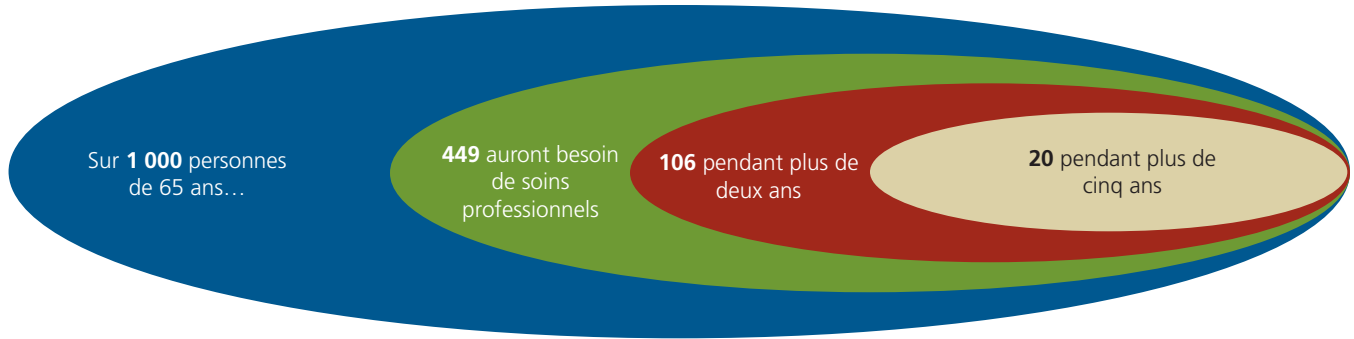 Sur 1 000 personnes
de 65 ans…
449 auront besoin
de soins
professionnels
106 pendant plus de
deux ans
20 pendant plus de
cinq ans